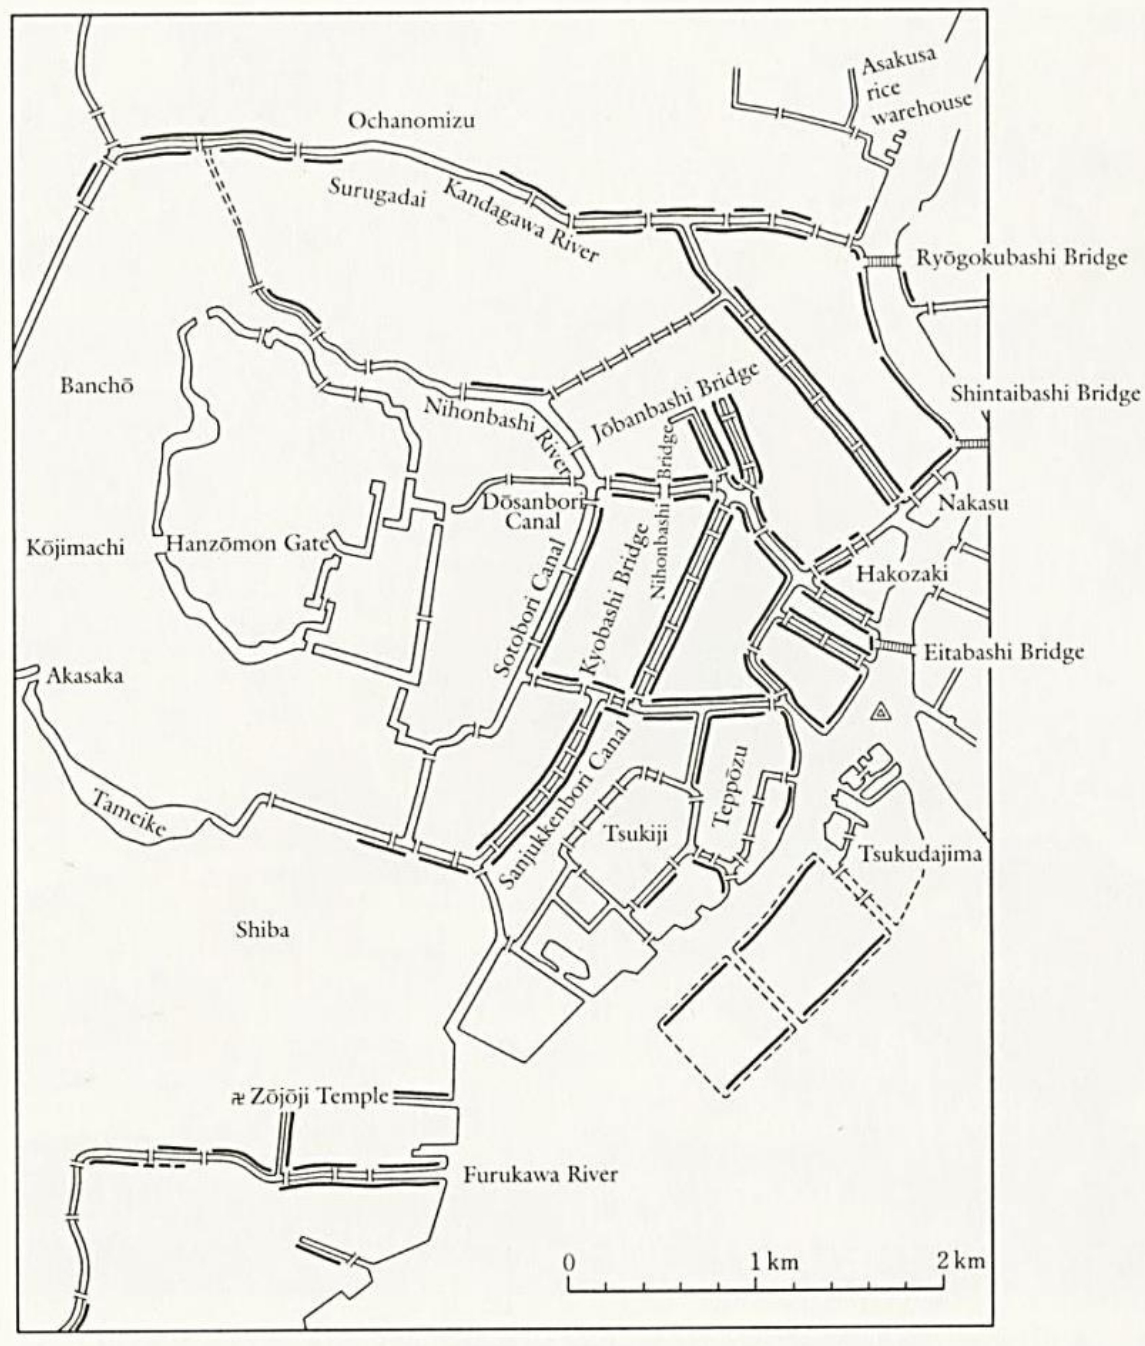 Asakusa
rice
warehouse
Ochanomizu
Surugadai
Kandagawa River
Ryōgokubashi Bridge
Banchō
Shintaibashi Bridge
Jōbanbashi Bridge
Nihonbashi River
Nihonbashi Bridge
Dōsanbori
Canal
Nakasu
Kōjimachi
Hanzōmon Gate
Hakozaki
Sotobori Canal
Kyobashi Bridge
Eitabashi Bridge
Akasaka
Tameike
Sanjukkenbori Canal
Teppōzu
Tsukiji
Tsukudajima
Shiba
卍 Zōjōji Temple
Furukawa River
0 1 km 2 km